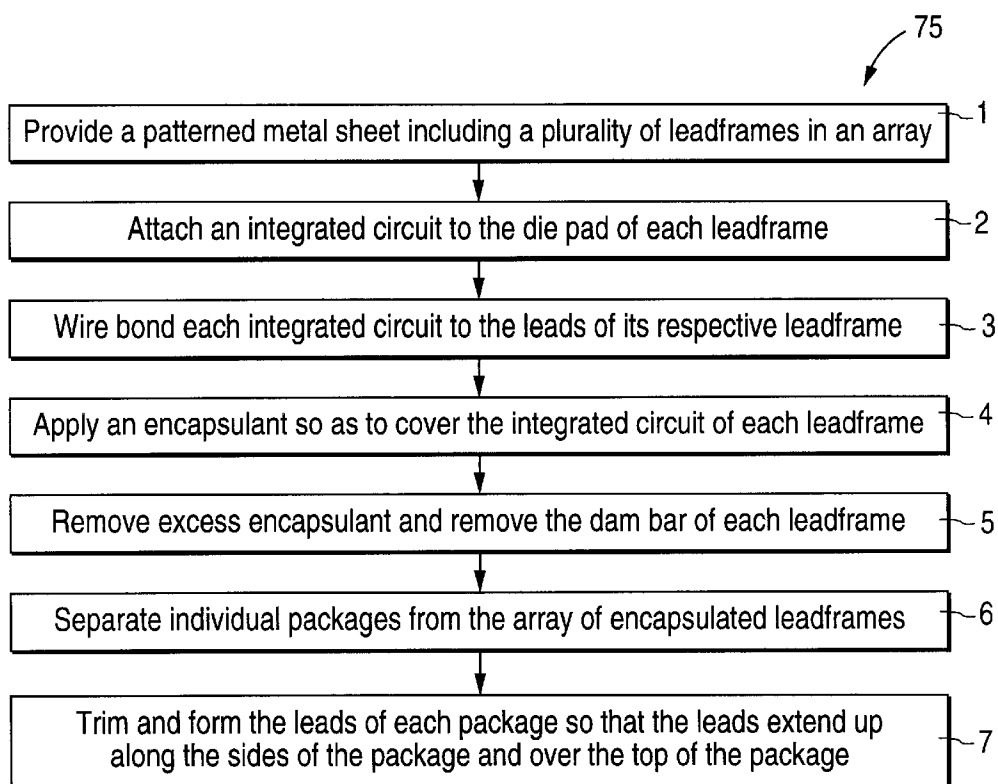 75
Provide a patterned metal sheet including a plurality of leadframes in an array
1
Attach an integrated circuit to the die pad of each leadframe
2
Wire bond each integrated circuit to the leads of its respective leadframe
3
Apply an encapsulant so as to cover the integrated circuit of each leadframe
4
Remove excess encapsulant and remove the dam bar of each leadframe
5
Separate individual packages from the array of encapsulated leadframes
6
Trim and form the leads of each package so that the leads extend up
along the sides of the package and over the top of the package
7